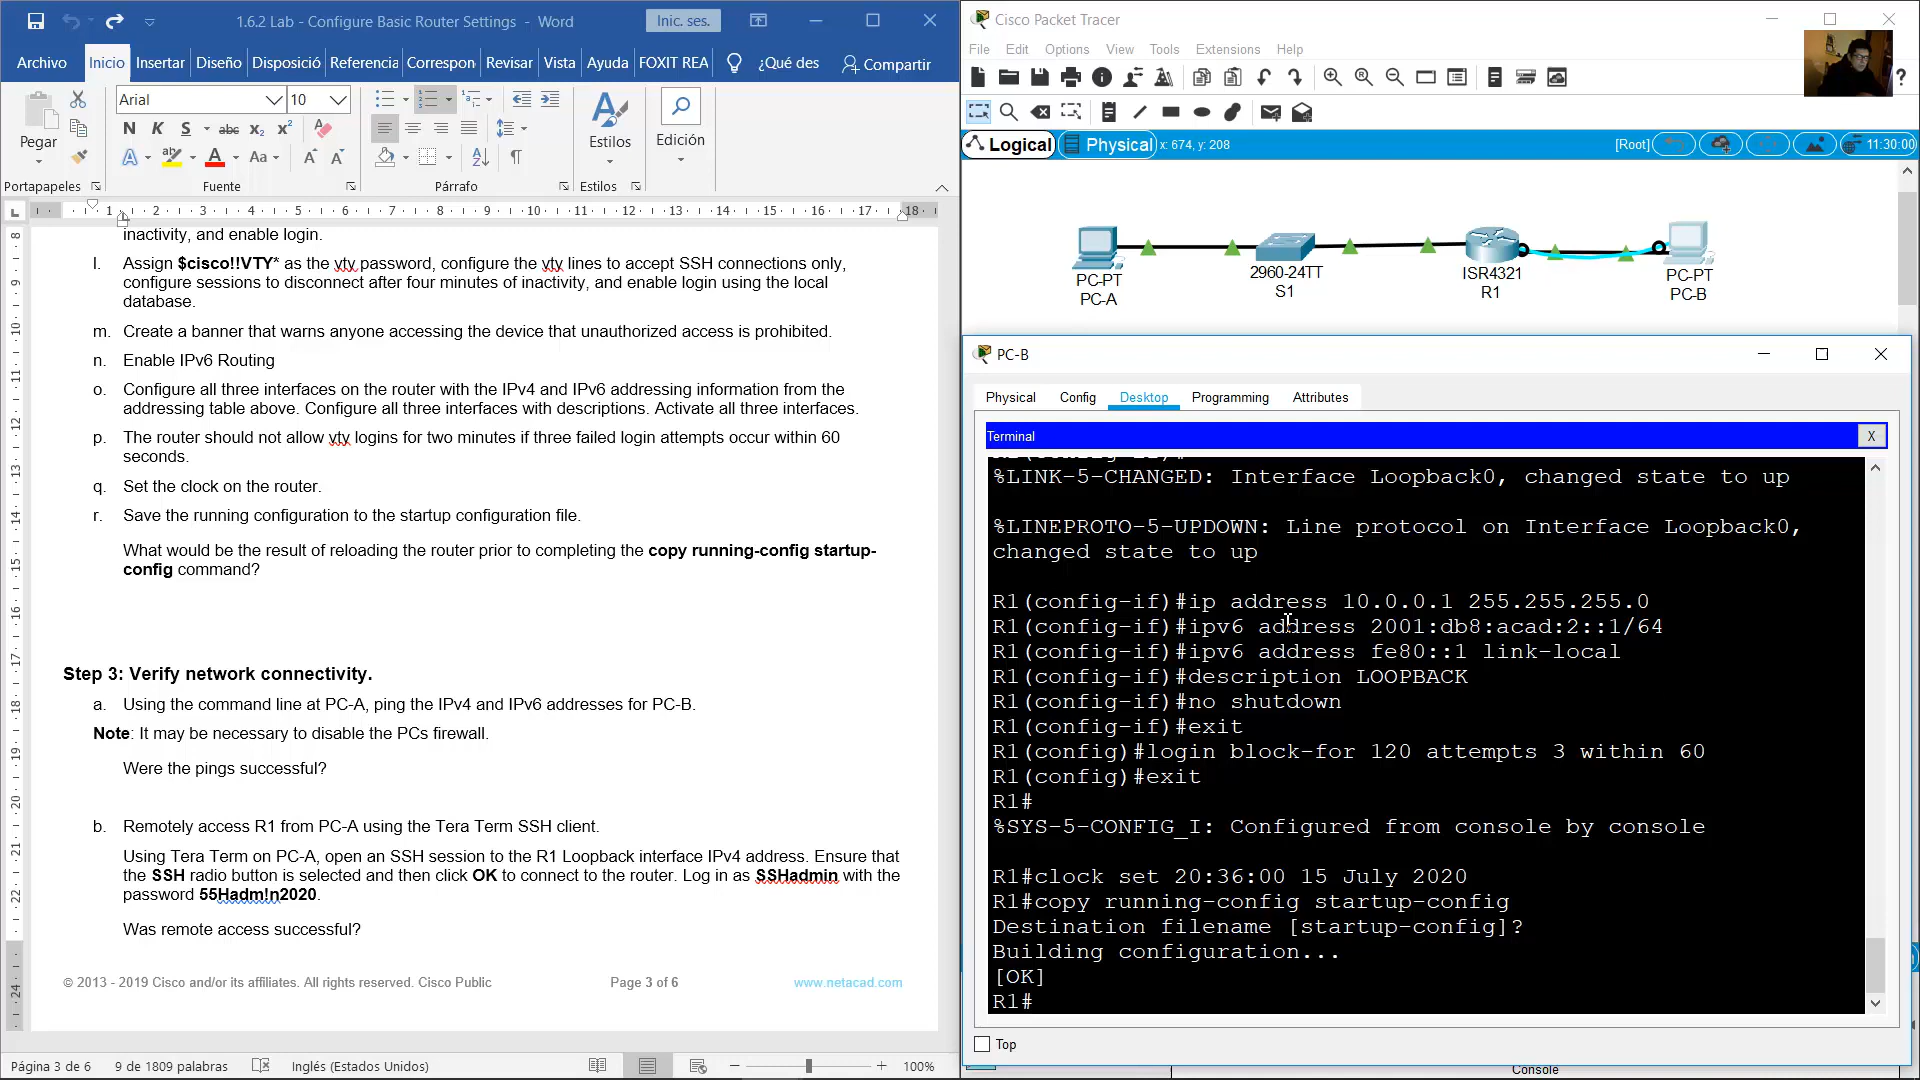 1.6.2 Lab - Configure Basic Router Settings - Word
Inic. ses.
Archivo Inicio Insertar Diseño Disposició Referencia Correspon Revisar Vista Ayuda FOXIT REA ¿Qué des Compartir
Arial 10
Pegar
Estilos
Edición
Portapapeles Fuente Párrafo Estilos
inactivity, and enable login.
l. Assign $cisco!!VTY* as the vty password, configure the vty lines to accept SSH connections only,
configure sessions to disconnect after four minutes of inactivity, and enable login using the local
database.
m. Create a banner that warns anyone accessing the device that unauthorized access is prohibited.
n. Enable IPv6 Routing
o. Configure all three interfaces on the router with the IPv4 and IPv6 addressing information from the
addressing table above. Configure all three interfaces with descriptions. Activate all three interfaces.
p. The router should not allow vty logins for two minutes if three failed login attempts occur within 60
seconds.
q. Set the clock on the router.
r. Save the running configuration to the startup configuration file.
What would be the result of reloading the router prior to completing the copy running-config startup-
config command?
Step 3: Verify network connectivity.
a. Using the command line at PC-A, ping the IPv4 and IPv6 addresses for PC-B.
Note: It may be necessary to disable the PCs firewall.
Were the pings successful?
b. Remotely access R1 from PC-A using the Tera Term SSH client.
Using Tera Term on PC-A, open an SSH session to the R1 Loopback interface IPv4 address. Ensure that
the SSH radio button is selected and then click OK to connect to the router. Log in as SSHadmin with the
password 55Hadm!n2020.
Was remote access successful?
© 2013 - 2019 Cisco and/or its affiliates. All rights reserved. Cisco Public Page 3 of 6 www.netacad.com
Página 3 de 6 9 de 1809 palabras Inglés (Estados Unidos) 100%
Cisco Packet Tracer
File Edit Options View Tools Extensions Help
Logical Physical x: 674, y: 208 [Root] 11:30:00
PC-PT
PC-A
2960-24TT
S1
ISR4321
R1
PC-PT
PC-B
PC-B
Physical Config Desktop Programming Attributes
Terminal X
%LINK-5-CHANGED: Interface Loopback0, changed state to up
%LINEPROTO-5-UPDOWN: Line protocol on Interface Loopback0,
changed state to up
R1(config-if)#ip address 10.0.0.1 255.255.255.0
R1(config-if)#ipv6 address 2001:db8:acad:2::1/64
R1(config-if)#ipv6 address fe80::1 link-local
R1(config-if)#description LOOPBACK
R1(config-if)#no shutdown
R1(config-if)#exit
R1(config)#login block-for 120 attempts 3 within 60
R1(config)#exit
R1#
%SYS-5-CONFIG_I: Configured from console by console
R1#clock set 20:36:00 15 July 2020
R1#copy running-config startup-config
Destination filename [startup-config]?
Building configuration...
[OK]
R1#
Top
Console